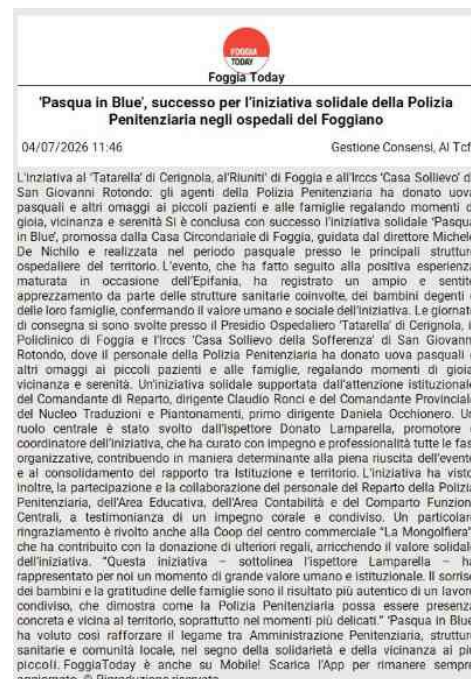 FOGGIA
TODAY
Foggia Today
'Pasqua in Blue', successo per l'iniziativa solidale della Polizia
Penitenziaria negli ospedali del Foggiano
04/07/2026 11:46 Gestione Consensi, Al Tcf
L'inziativa al 'Tatarella' di Cerignola, al'Riuniti' di Foggia e all'Irccs 'Casa Sollievo' d
San Giovanni Rotondo: gli agenti della Polizia Penitenziaria ha donato uova
pasquali e altri omaggi ai piccoli pazienti e alle famiglie regalando momenti d
gioia, vicinanza e serenità Si è conclusa con successo l'iniziativa solidale 'Pasqua
in Blue', promossa dalla Casa Circondariale di Foggia, guidata dal direttore Michele
De Nichilo e realizzata nel periodo pasquale presso le principali struttur
ospedaliere del territorio. L'evento, che ha fatto seguito alla positiva esperienza
maturata in occasione dell'Epifania, ha registrato un ampio e sentito
apprezzamento da parte delle strutture sanitarie coinvolte, dei bambini degenti
delle loro famiglie, confermando il valore umano e sociale dell'iniziativa. Le giornat
di consegna si sono svolte presso il Presidio Ospedaliero 'Tatarella' di Cerignola, i
Policlinico di Foggia e l'Irccs 'Casa Sollievo della Sofferenza' di San Giovann
Rotondo, dove il personale della Polizia Penitenziaria ha donato uova pasquali
altri omaggi ai piccoli pazienti e alle famiglie, regalando momenti di gioia
vicinanza e serenità. Un'iniziativa solidale supportata dall'attenzione istituzionale
del Comandante di Reparto, dirigente Claudio Ronci e del Comandante Provinciale
del Nucleo Traduzioni e Piantonamenti, primo dirigente Daniela Occhionero. Un
ruolo centrale è stato svolto dall'ispettore Donato Lamparella, promotore
coordinatore dell'iniziativa, che ha curato con impegno e professionalità tutte le fas
organizzative, contribuendo in maniera determinante alla piena riuscita dell'evento
e al consolidamento del rapporto tra Istituzione e territorio. L'iniziativa ha visto
inoltre, la partecipazione e la collaborazione del personale del Reparto della Polizia
Penitenziaria, dell'Area Educativa, dell'Area Contabilità e del Comparto Funzion
Centrali, a testimonianza di un impegno corale e condiviso. Un particolar
ringraziamento è rivolto anche alla Coop del centro commerciale "La Mongolfiera"
che ha contribuito con la donazione di ulteriori regali, arricchendo il valore solidale
dell'iniziativa. "Questa iniziativa – sottolinea l'ispettore Lamparella – ha
rappresentato per noi un momento di grande valore umano e istituzionale. Il sorriso
dei bambini e la gratitudine delle famiglie sono il risultato più autentico di un lavoro
condiviso, che dimostra come la Polizia Penitenziaria possa essere presenza
concreta e vicina al territorio, soprattutto nei momenti più delicati." 'Pasqua in Blue
ha voluto così rafforzare il legame tra Amministrazione Penitenziaria, struttur
sanitarie e comunità locale, nel segno della solidarietà e della vicinanza ai più
piccoli. FoggiaToday è anche su Mobile! Scarica l'App per rimanere sempre
aggiornato. © Riproduzione riservata